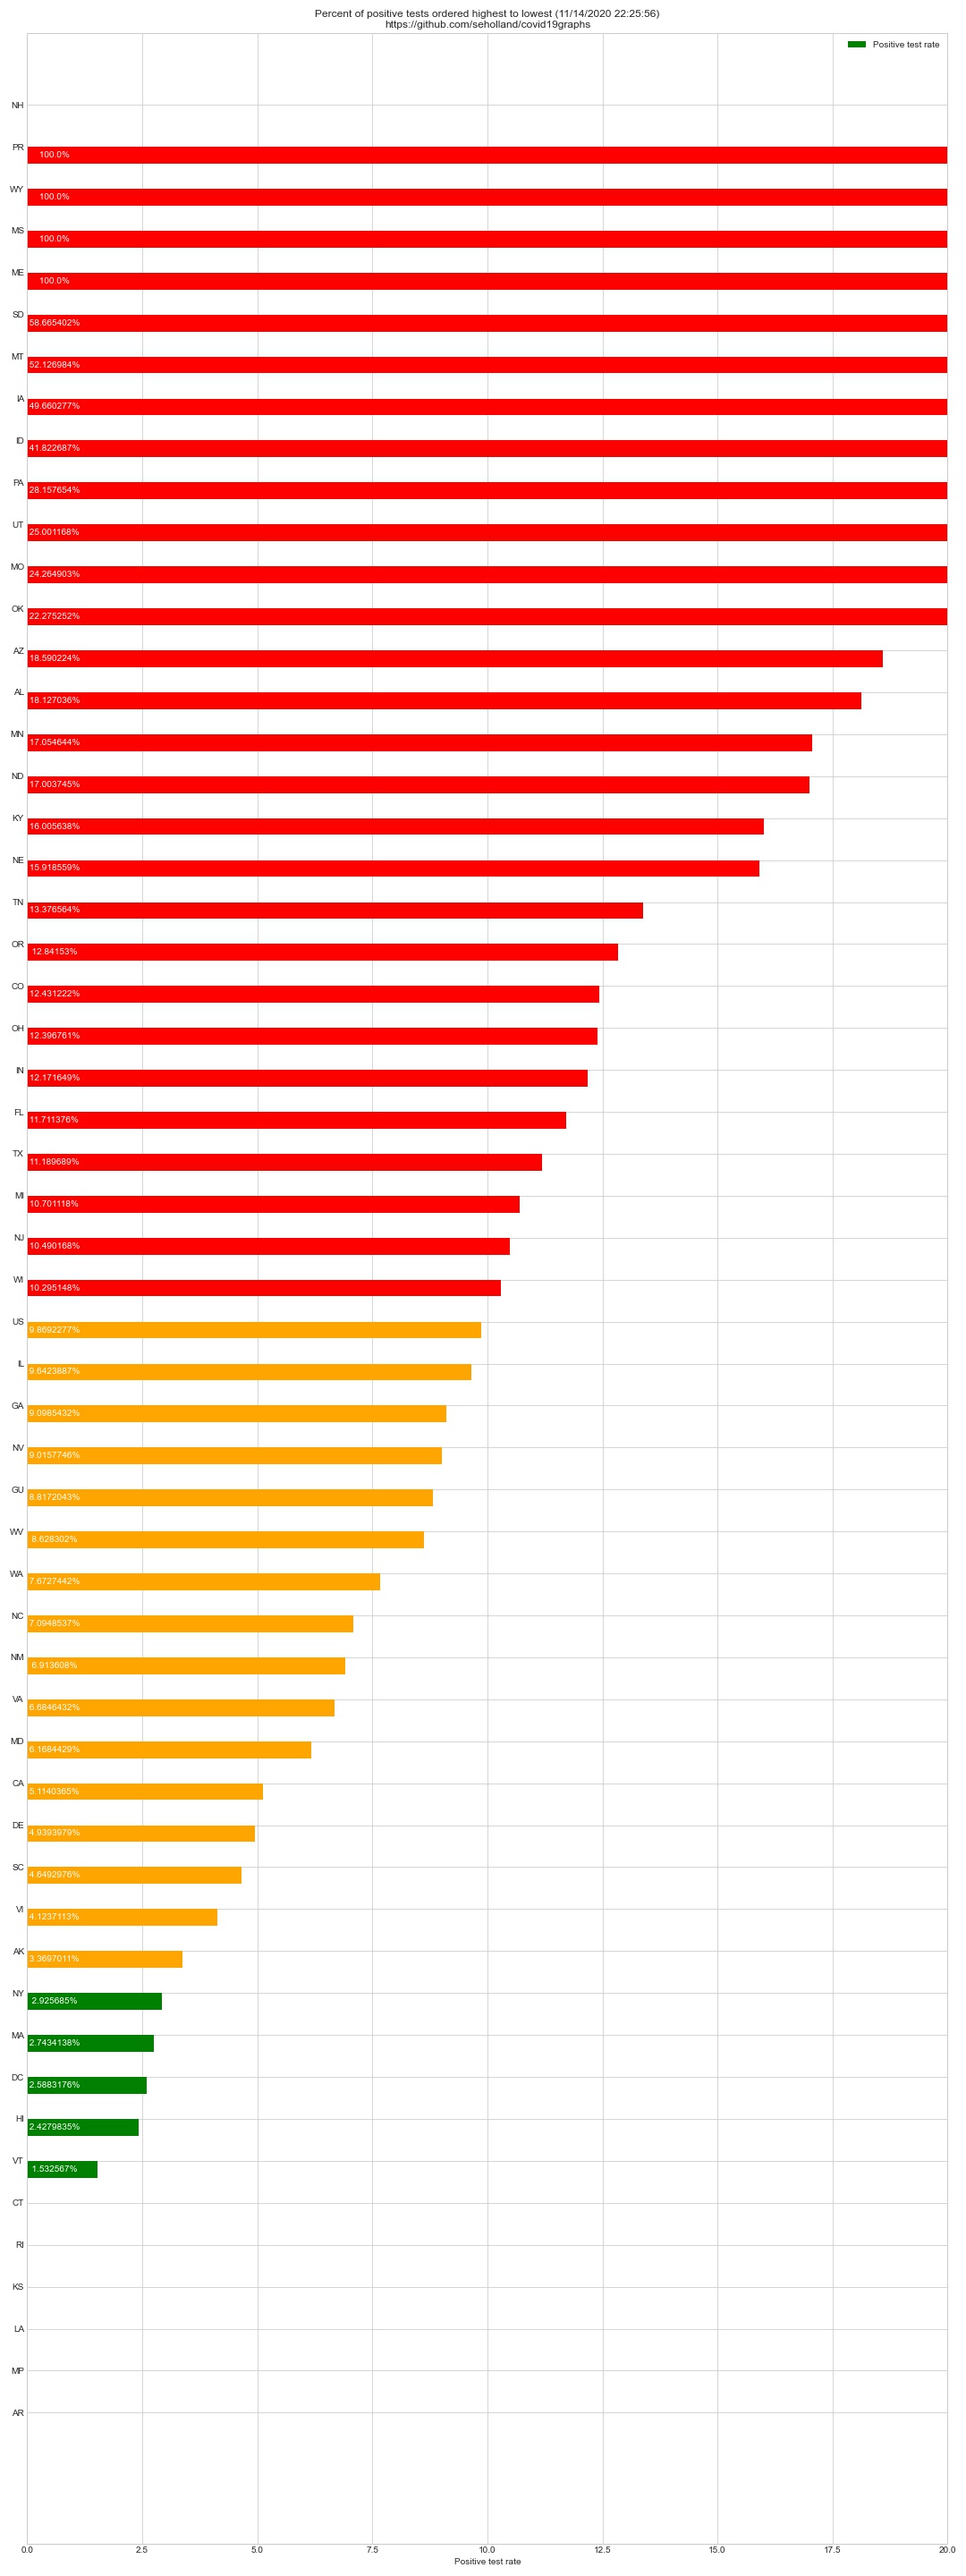 Percent of positive tests ordered highest to lowest (11/14/2020 22:25:56)
https://github.com/seholland/covid19graphs
Positive test rate
NH
PR
100.0%
WY
100.0%
MS
100.0%
ME
100.0%
SD
58.665402%
MT
52.126984%
IA
49.660277%
ID
41.822687%
PA
28.157654%
UT
25.001168%
MO
24.264903%
OK
22.275252%
AZ
18.590224%
AL
18.127036%
MN
17.054644%
ND
17.003745%
KY
16.005638%
NE
15.918559%
TN
13.376564%
OR
12.84153%
CO
12.431222%
OH
12.396761%
IN
12.171649%
FL
11.711376%
TX
11.189689%
MI
10.701118%
NJ
10.490168%
WI
10.295148%
US
9.8692277%
IL
9.6423887%
GA
9.0985432%
NV
9.0157746%
GU
8.8172043%
WV
8.628302%
WA
7.6727442%
NC
7.0948537%
NM
6.913608%
VA
6.6846432%
MD
6.1684429%
CA
5.1140365%
DE
4.9393979%
SC
4.6492976%
VI
4.1237113%
AK
3.3697011%
NY
2.925685%
MA
2.7434138%
DC
2.5883176%
HI
2.4279835%
VT
1.532567%
CT
RI
KS
LA
MP
AR
0.0 2.5 5.0 7.5 10.0 12.5 15.0 17.5 20.0
Positive test rate